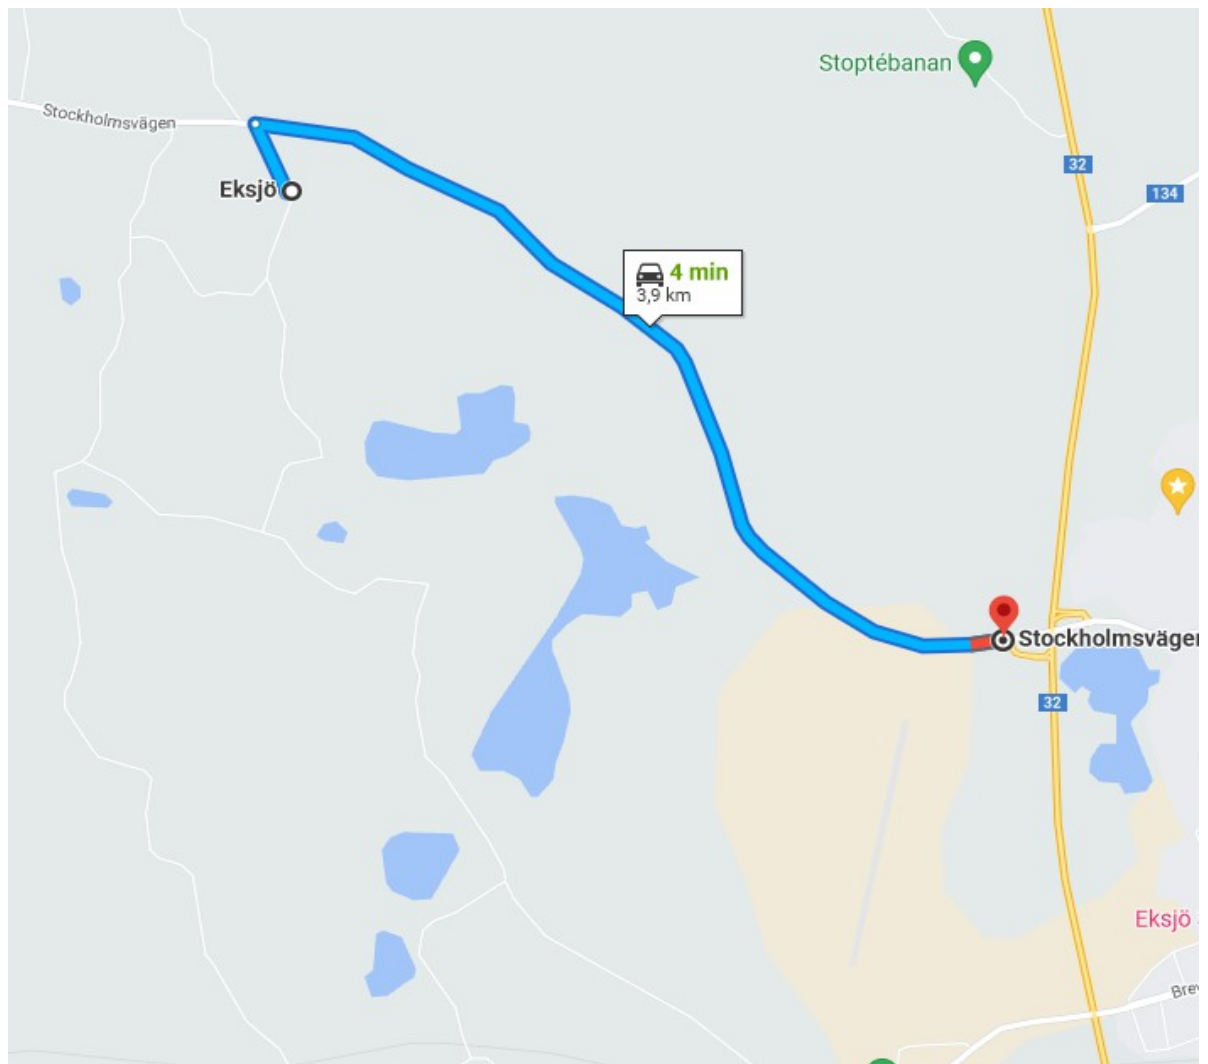 Stoptébanan
Stockholmsvägen
32
134
Eksjö
4 min
3,9 km
Stockholmsvägen
32
Eksjö
Brev